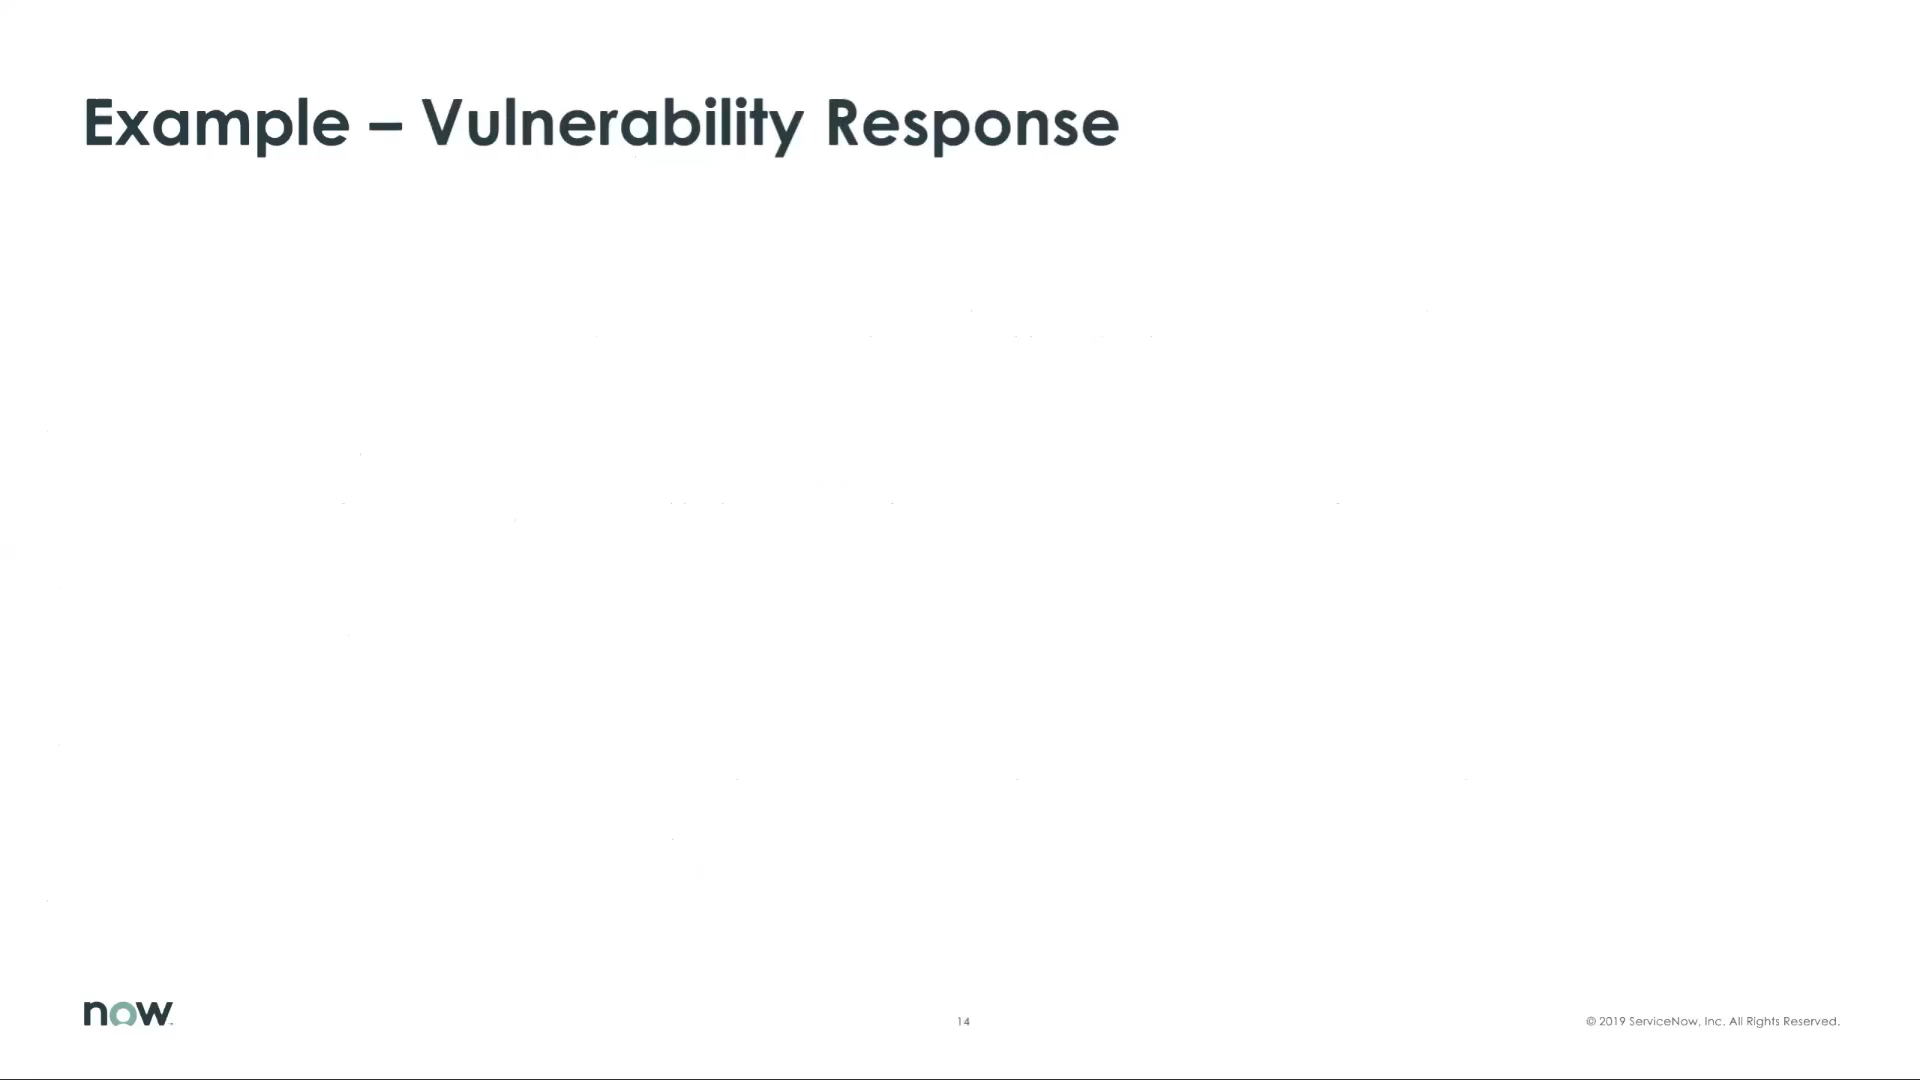 Example – Vulnerability Response
now
14
© 2019 ServiceNow, Inc. All Rights Reserved.